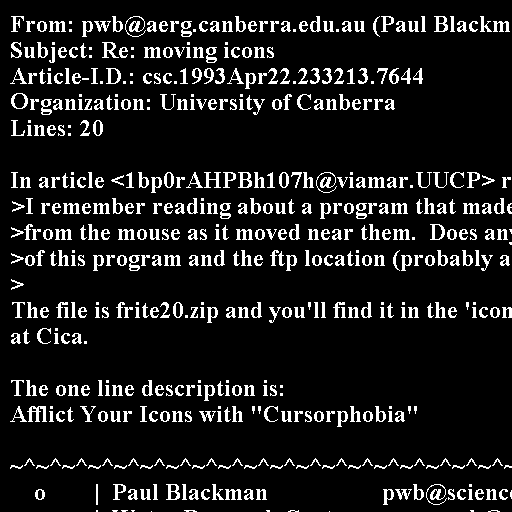 From: pwb@aerg.canberra.edu.au (Paul Blackm
Subject: Re: moving icons
Article-I.D.: csc.1993Apr22.233213.7644
Organization: University of Canberra
Lines: 20

In article <1bp0rAHPBh107h@viamar.UUCP> r
>I remember reading about a program that made
>from the mouse as it moved near them.  Does any
>of this program and the ftp location (probably a
>
The file is frite20.zip and you'll find it in the 'icon
at Cica.

The one line description is:
Afflict Your Icons with "Cursorphobia"

~^~^~^~^~^~^~^~^~^~^~^~^~^~^~^~^~^~^~^~
    o        |  Paul Blackman                   pwb@science